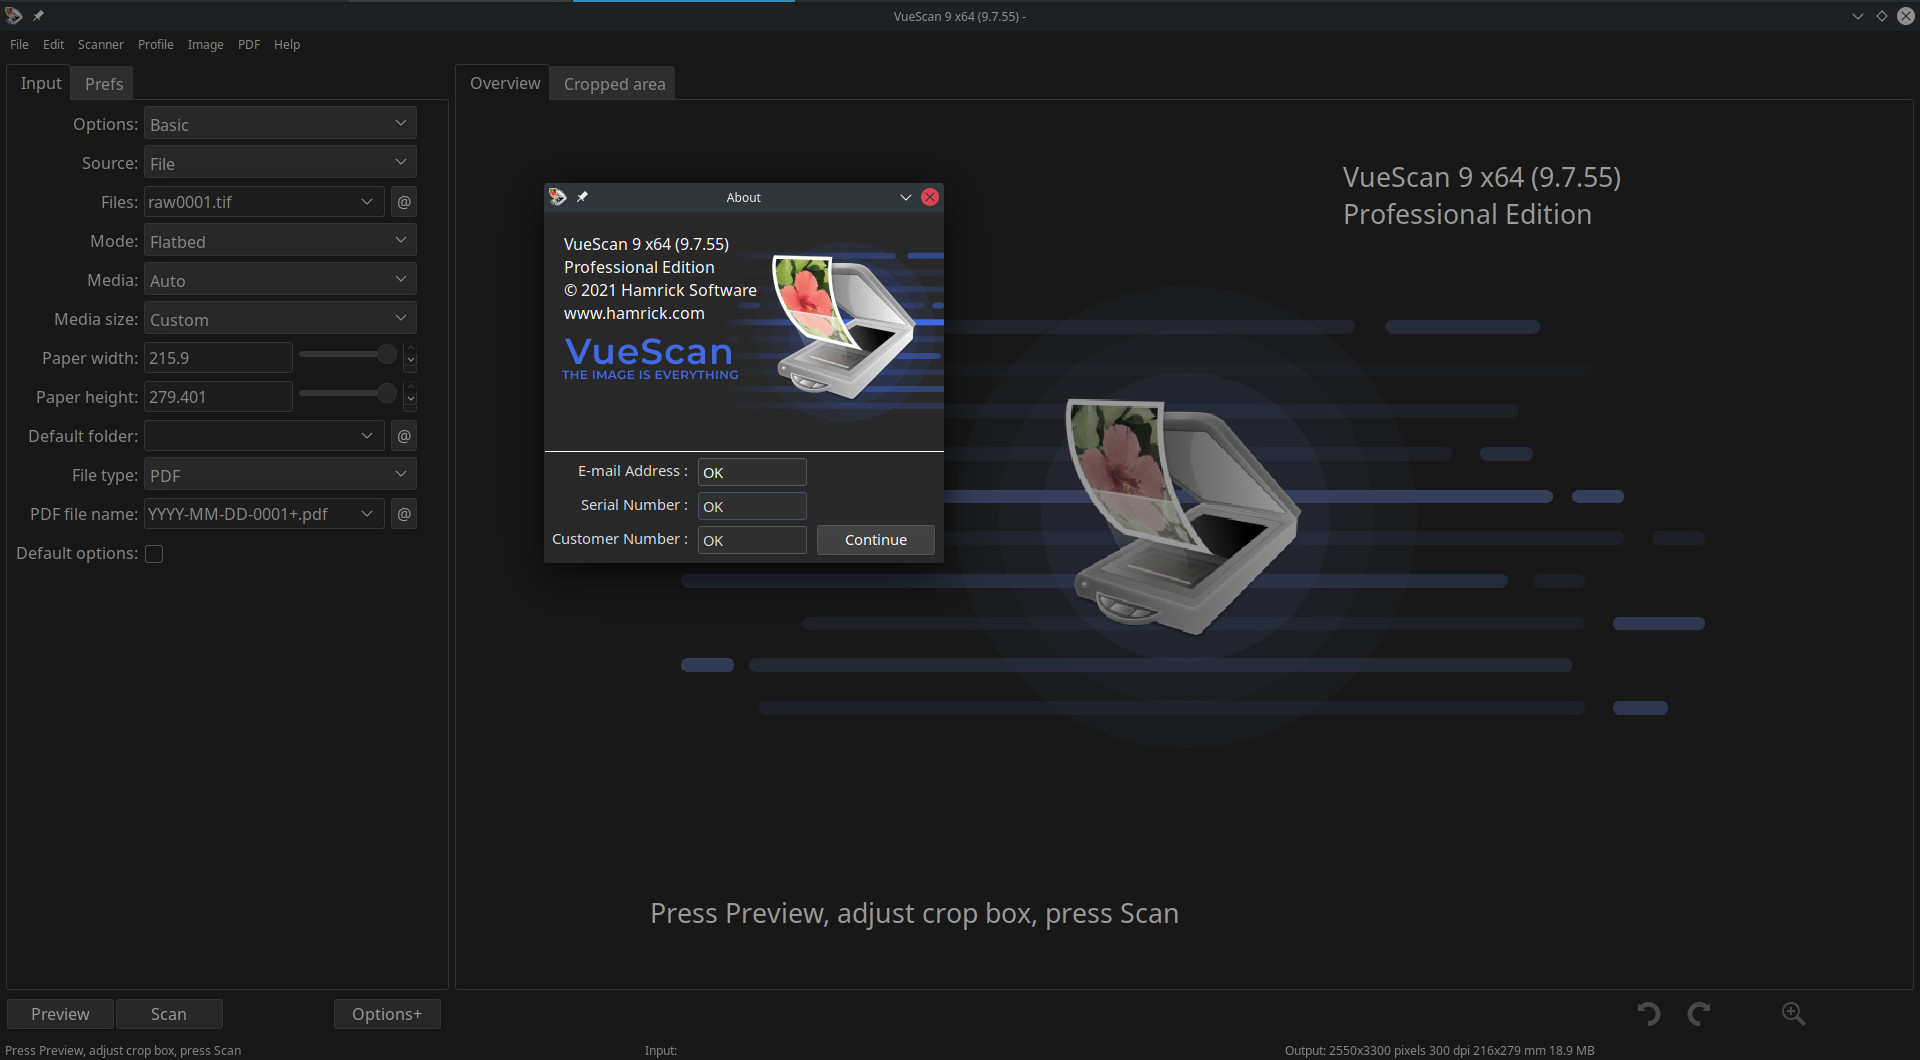 VueScan 9 x64 (9.7.55) -
File Edit Scanner Profile Image PDF Help
Input Prefs
Overview Cropped area
Options: Basic
Source: File
Files: raw0001.tif @
Mode: Flatbed
Media: Auto
Media size: Custom
Paper width: 215.9
Paper height: 279.401
Default folder: @
File type: PDF
PDF file name: YYYY-MM-DD-0001+.pdf @
Default options:
VueScan 9 x64 (9.7.55)
Professional Edition
About
VueScan 9 x64 (9.7.55)
Professional Edition
© 2021 Hamrick Software
www.hamrick.com
VueScan
THE IMAGE IS EVERYTHING
E-mail Address : OK
Serial Number : OK
Customer Number : OK Continue
Press Preview, adjust crop box, press Scan
Preview Scan Options+
Press Preview, adjust crop box, press Scan Input: Output: 2550x3300 pixels 300 dpi 216x279 mm 18.9 MB